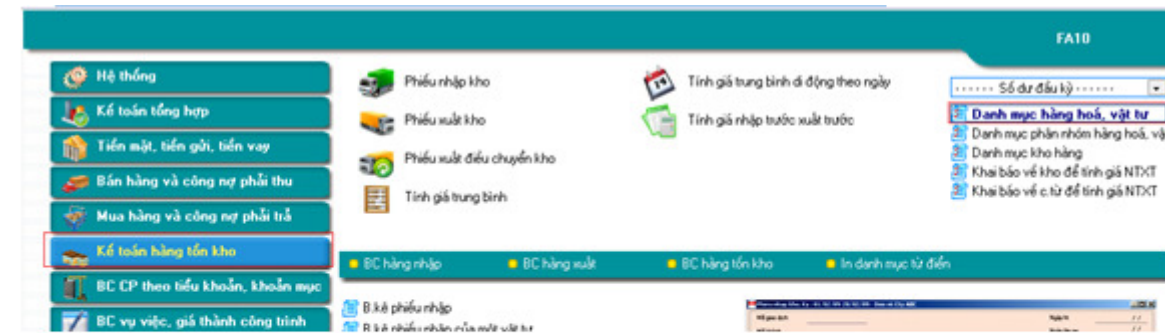 FA10
Hệ thống
Kế toán tổng hợp
Tiền mặt, tiền gửi, tiền vay
Bán hàng và công nợ phải thu
Mua hàng và công nợ phải trả
Kế toán hàng tồn kho
BC CP theo tiểu khoản, khoản mục
BC vụ việc, giá thành công trình
Phiếu nhập kho
Phiếu xuất kho
Phiếu xuất điều chuyển kho
Tính giá trung bình
Tính giá trung bình di động theo ngày
Tính giá nhập trước xuất trước
------ Số dư đầu kỳ ------
Danh mục hàng hoá, vật tư
Danh mục phân nhóm hàng hoá, vậ
Danh mục kho hàng
Khai báo về kho để tính giá NTXT
Khai báo về c.từ để tính giá NTXT
BC hàng nhập
BC hàng xuất
BC hàng tồn kho
In danh mục từ điển
B.kê phiếu nhập
B.kê phiếu nhập của một vật tư